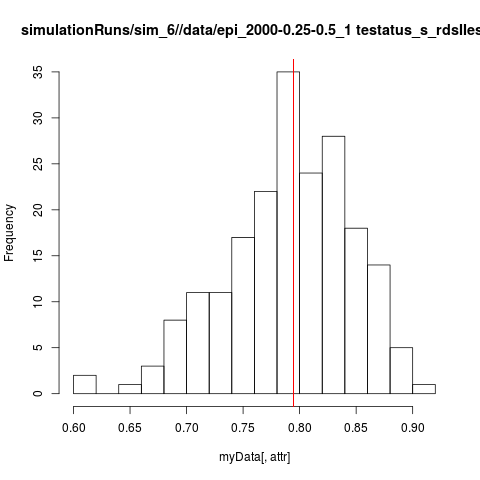 simulationRuns/sim_6//data/epi_2000-0.25-0.5_1 testatus_s_rdslles
35
30
25
20
15
10
5
0
Frequency
0.60 0.65 0.70 0.75 0.80 0.85 0.90
myData[, attr]